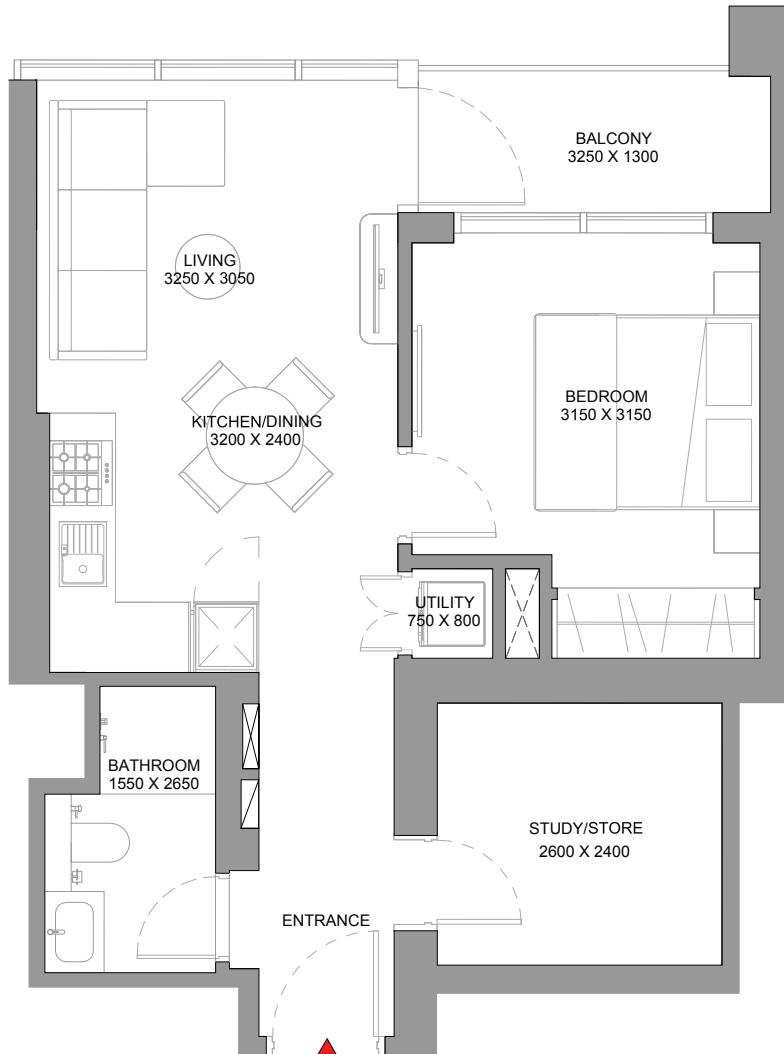 BALCONY
3250 X 1300
LIVING
3250 X 3050
BEDROOM
3150 X 3150
KITCHEN/DINING
3200 X 2400
UTILITY
750 X 800
BATHROOM
1550 X 2650
STUDY/STORE
2600 X 2400
ENTRANCE